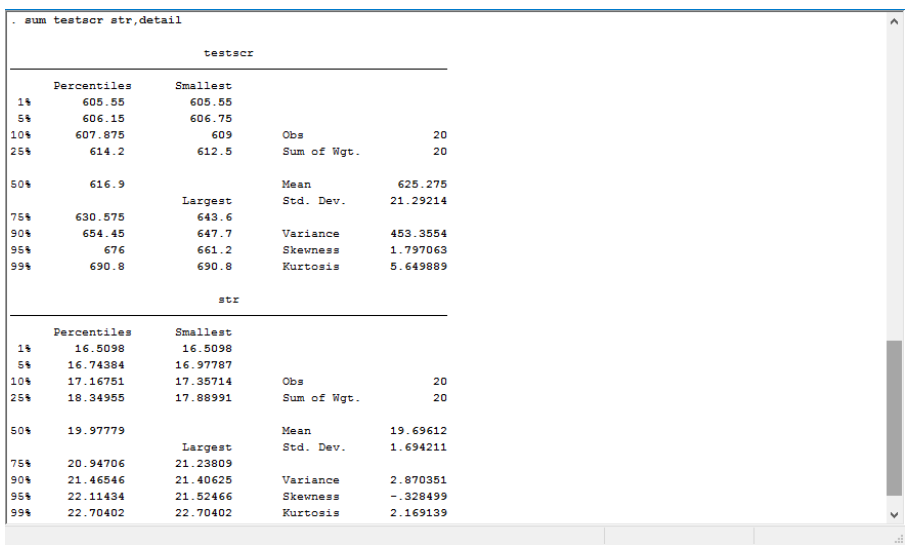 . sum testscr str,detail
testscr
Percentiles Smallest
1% 605.55 605.55
5% 606.15 606.75
10% 607.875 609 Obs 20
25% 614.2 612.5 Sum of Wgt. 20
50% 616.9 Mean 625.275
Largest Std. Dev. 21.29214
75% 630.575 643.6
90% 654.45 647.7 Variance 453.3554
95% 676 661.2 Skewness 1.797063
99% 690.8 690.8 Kurtosis 5.649889
str
Percentiles Smallest
1% 16.5098 16.5098
5% 16.74384 16.97787
10% 17.16751 17.35714 Obs 20
25% 18.34955 17.88991 Sum of Wgt. 20
50% 19.97779 Mean 19.69612
Largest Std. Dev. 1.694211
75% 20.94706 21.23809
90% 21.46546 21.40625 Variance 2.870351
95% 22.11434 21.52466 Skewness -.328499
99% 22.70402 22.70402 Kurtosis 2.169139